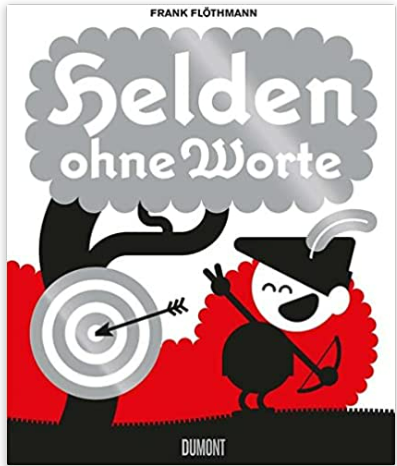 FRANK FLÖTHMANN
Helden
ohne Worte
DUMONT